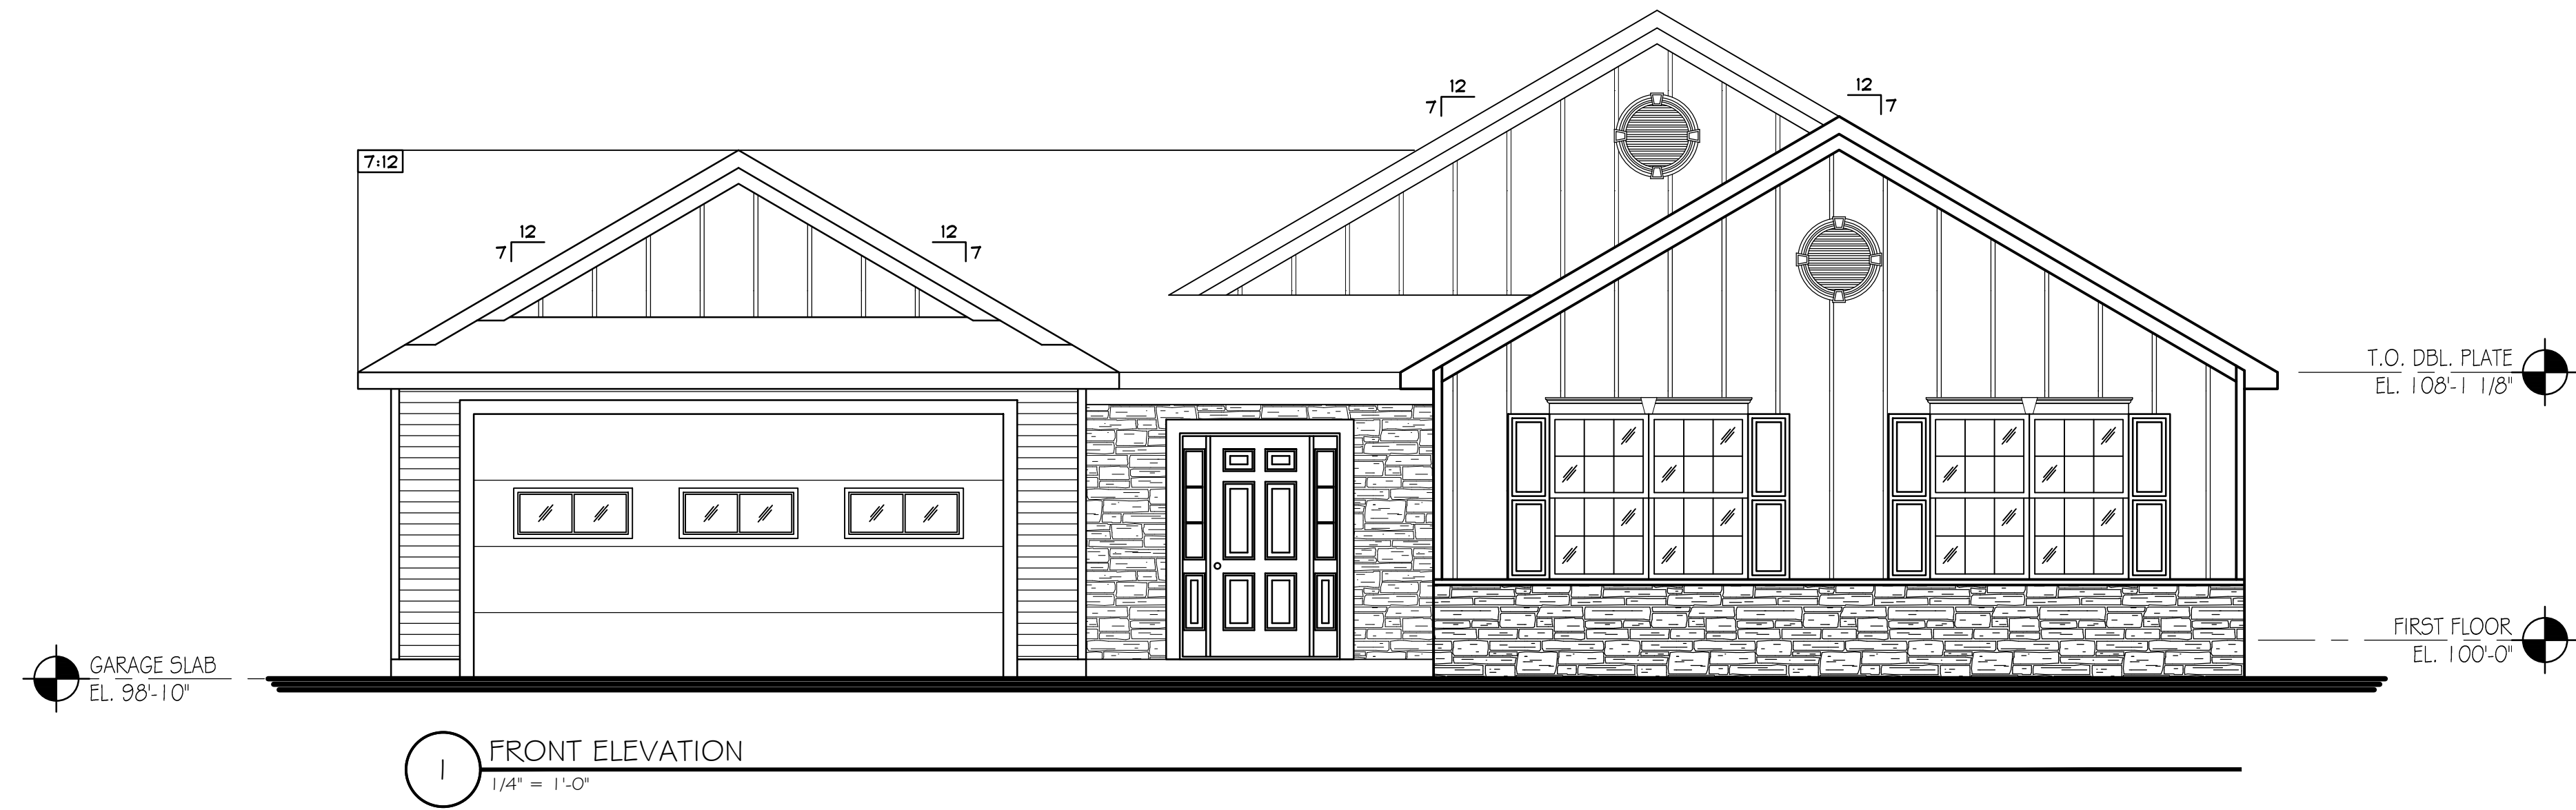 12
7
12
7
7:12
12
7
12
7
T.O. DBL. PLATE
EL. 108'-1 1/8"
FIRST FLOOR
EL. 100'-0"
GARAGE SLAB
EL. 98'-10"
1
FRONT ELEVATION
1/4" = 1'-0"